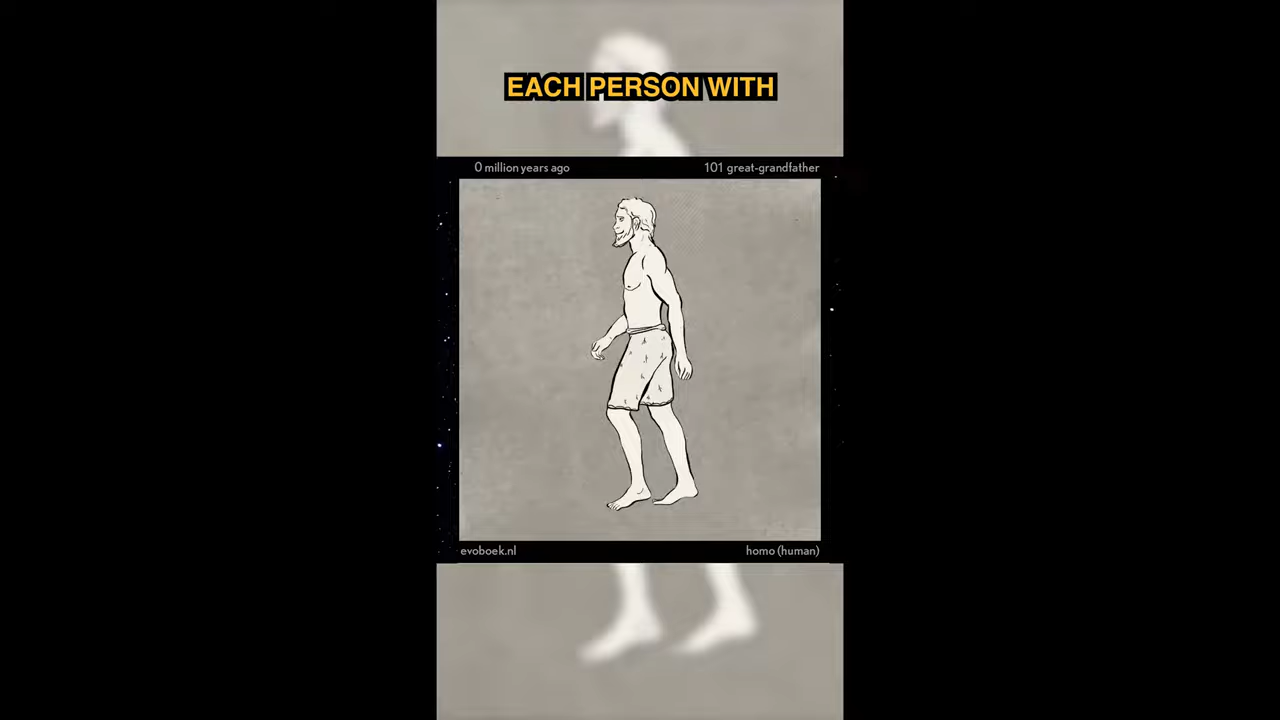 EACH PERSON WITH
0 million years ago
101 great-grandfather
evoboek.nl
homo (human)